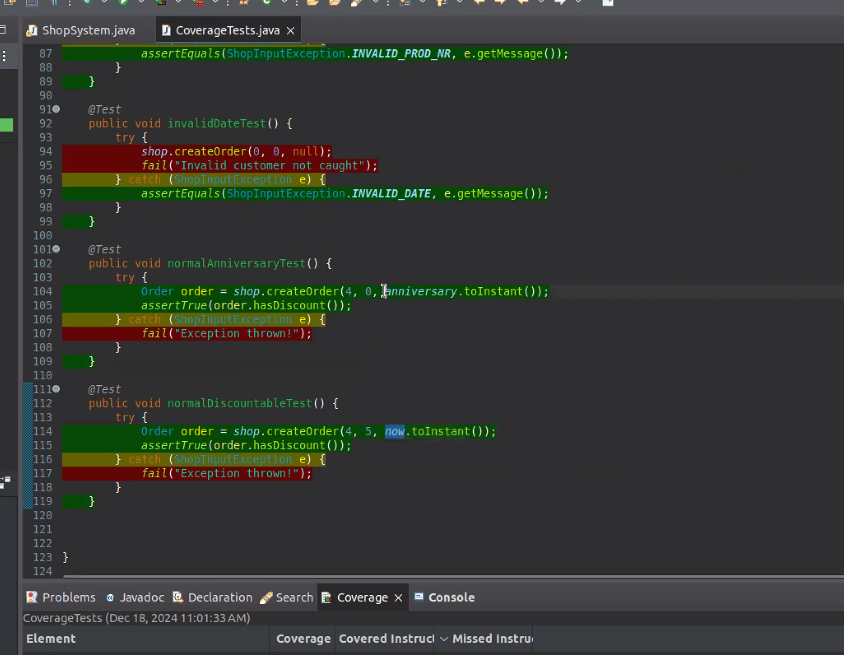 ShopSystem.java
CoverageTests.java
87 assertEquals(ShopInputException.INVALID_PROD_NR, e.getMessage());
88 }
89 }
90
91 @Test
92 public void invalidDateTest() {
93 try {
94 shop.createOrder(0, 0, null);
95 fail("Invalid customer not caught");
96 } catch (ShopInputException e) {
97 assertEquals(ShopInputException.INVALID_DATE, e.getMessage());
98 }
99 }
100
101 @Test
102 public void normalAnniversaryTest() {
103 try {
104 Order order = shop.createOrder(4, 0, anniversary.toInstant());
105 assertTrue(order.hasDiscount());
106 } catch (ShopInputException e) {
107 fail("Exception thrown!");
108 }
109 }
110
111 @Test
112 public void normalDiscountableTest() {
113 try {
114 Order order = shop.createOrder(4, 5, now.toInstant());
115 assertTrue(order.hasDiscount());
116 } catch (ShopInputException e) {
117 fail("Exception thrown!");
118 }
119 }
120
121
122
123 }
124
Problems Javadoc Declaration Search Coverage Console
CoverageTests (Dec 18, 2024 11:01:33 AM)
Element Coverage Covered Instruct Missed Instru